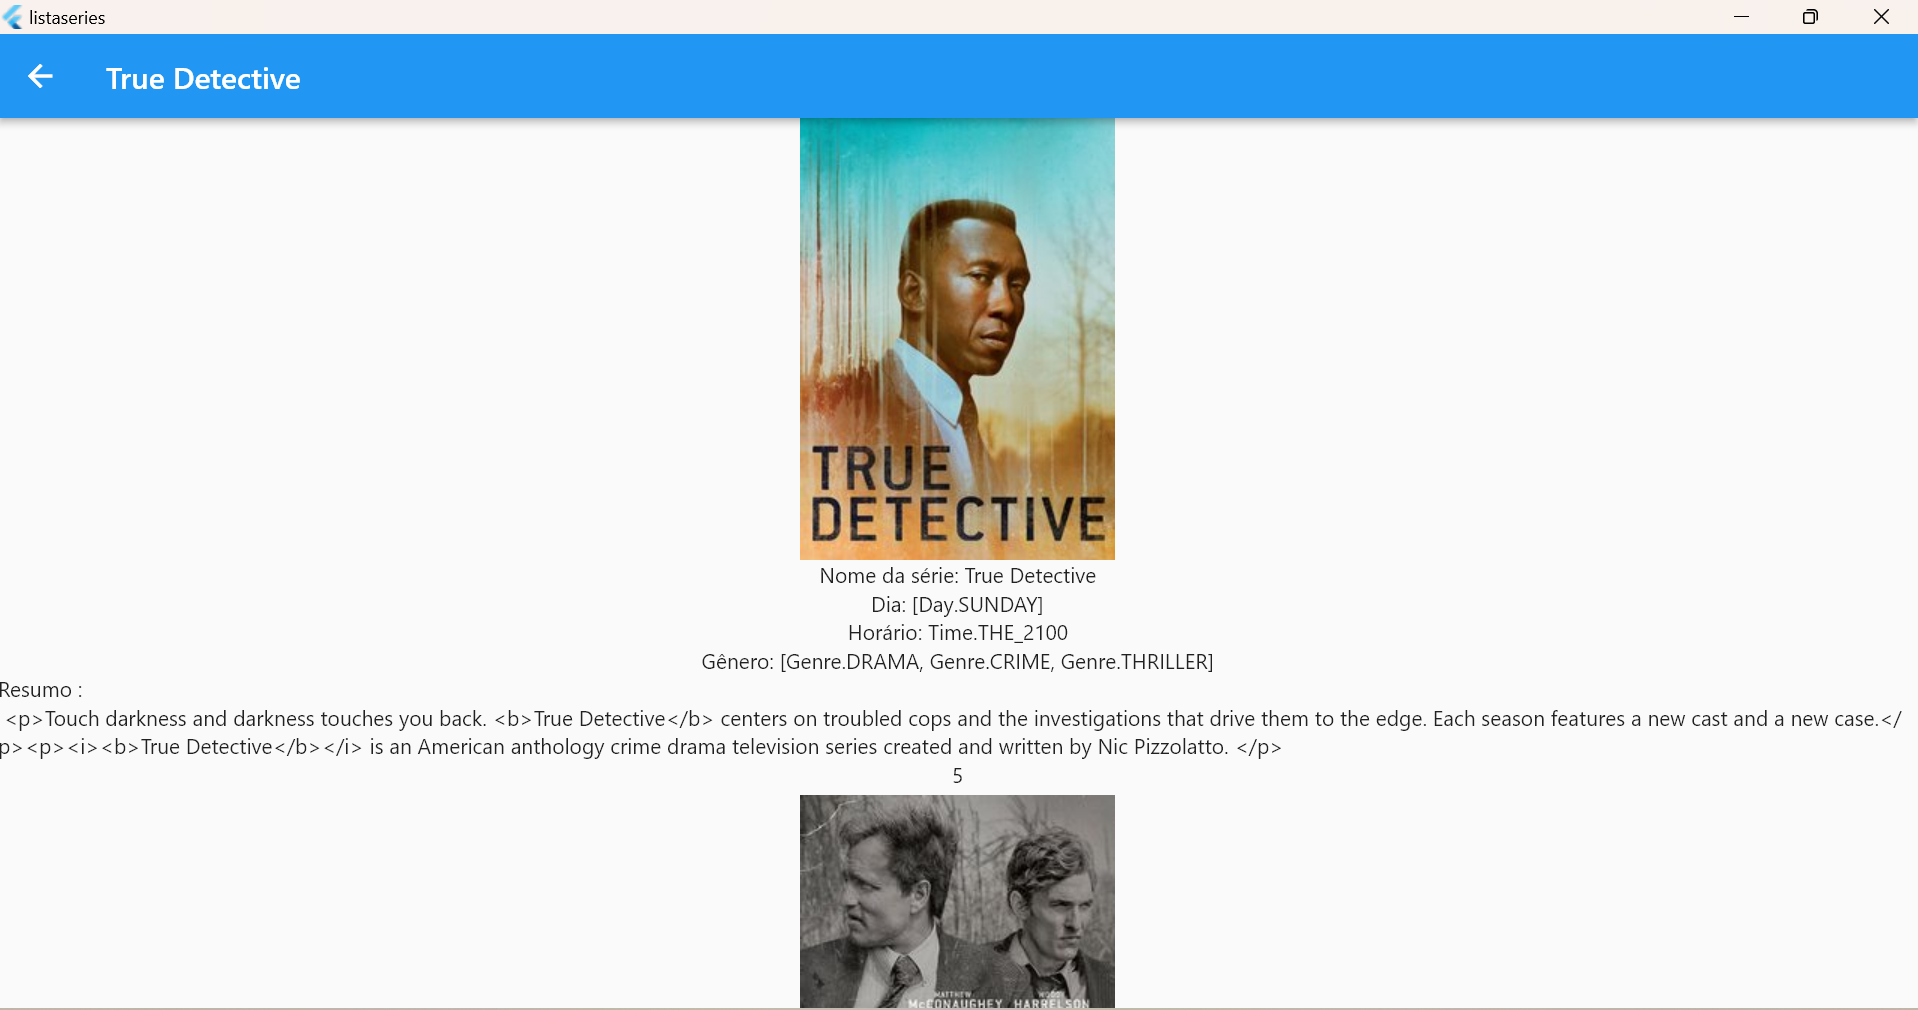 listaseries
True Detective
TRUE
DETECTIVE
Nome da série: True Detective
Dia: [Day.SUNDAY]
Horário: Time.THE_2100
Gênero: [Genre.DRAMA, Genre.CRIME, Genre.THRILLER]
Resumo :
<p>Touch darkness and darkness touches you back. <b>True Detective</b> centers on troubled cops and the investigations that drive them to the edge. Each season features a new cast and a new case.</
p><p><i><b>True Detective</b></i> is an American anthology crime drama television series created and written by Nic Pizzolatto. </p>
5
MATTHEW WOODY
McCONAUGHEY HARRELSON